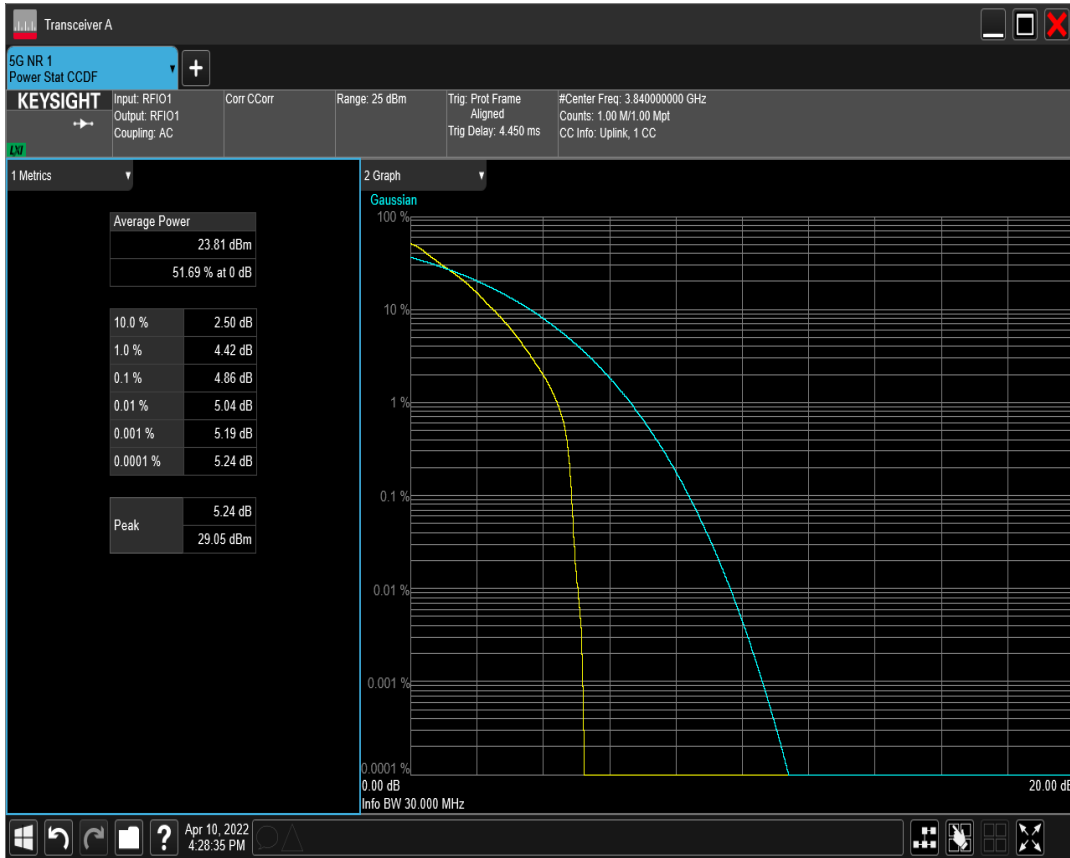 Transceiver A
5G NR 1
Power Stat CCDF
+
KEYSIGHT
LXI
Input: RFIO1
Output: RFIO1
Coupling: AC
Corr CCorr
Range: 25 dBm
Trig: Prot Frame
Aligned
Trig Delay: 4.450 ms
#Center Freq: 3.840000000 GHz
Counts: 1.00 M/1.00 Mpt
CC Info: Uplink, 1 CC
1 Metrics
Average Power
23.81 dBm
51.69 % at 0 dB
10.0 % 2.50 dB
1.0 % 4.42 dB
0.1 % 4.86 dB
0.01 % 5.04 dB
0.001 % 5.19 dB
0.0001 % 5.24 dB
Peak
5.24 dB
29.05 dBm
2 Graph
Gaussian
100 %
10 %
1 %
0.1 %
0.01 %
0.001 %
0.0001 %
0.00 dB 20.00 dB
Info BW 30.000 MHz
?
Apr 10, 2022
4:28:35 PM